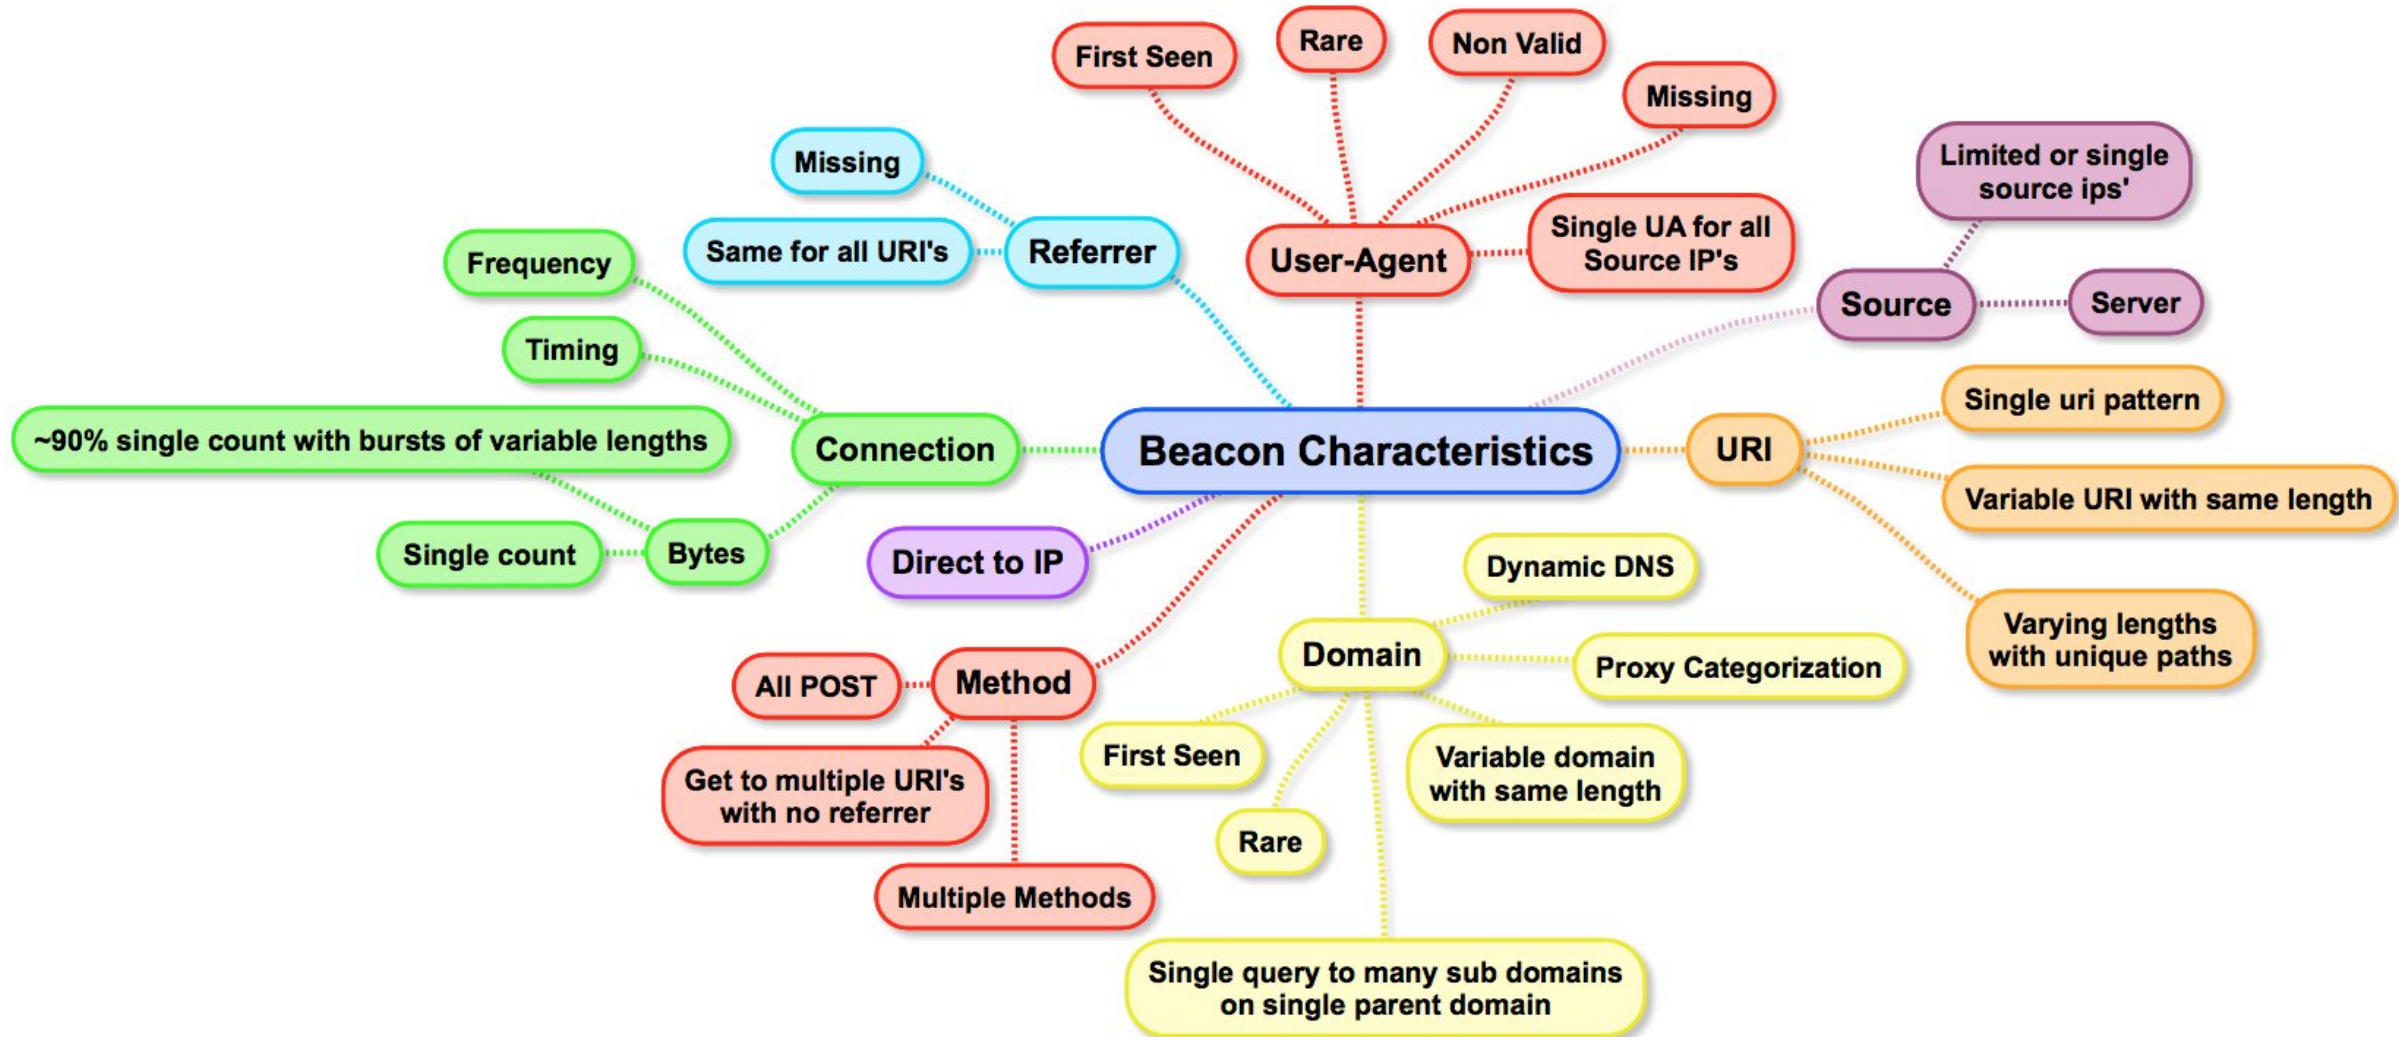 First Seen
Rare
Non Valid
Missing
Single UA for all
Source IP's
User-Agent
Missing
Same for all URI's
Referrer
Limited or single
source ips'
Source
Server
Frequency
Timing
~90% single count with bursts of variable lengths
Connection
Single count
Bytes
Beacon Characteristics
URI
Single uri pattern
Variable URI with same length
Varying lengths
with unique paths
Direct to IP
All POST
Method
Get to multiple URI's
with no referrer
Multiple Methods
Dynamic DNS
Domain
Proxy Categorization
First Seen
Variable domain
with same length
Rare
Single query to many sub domains
on single parent domain